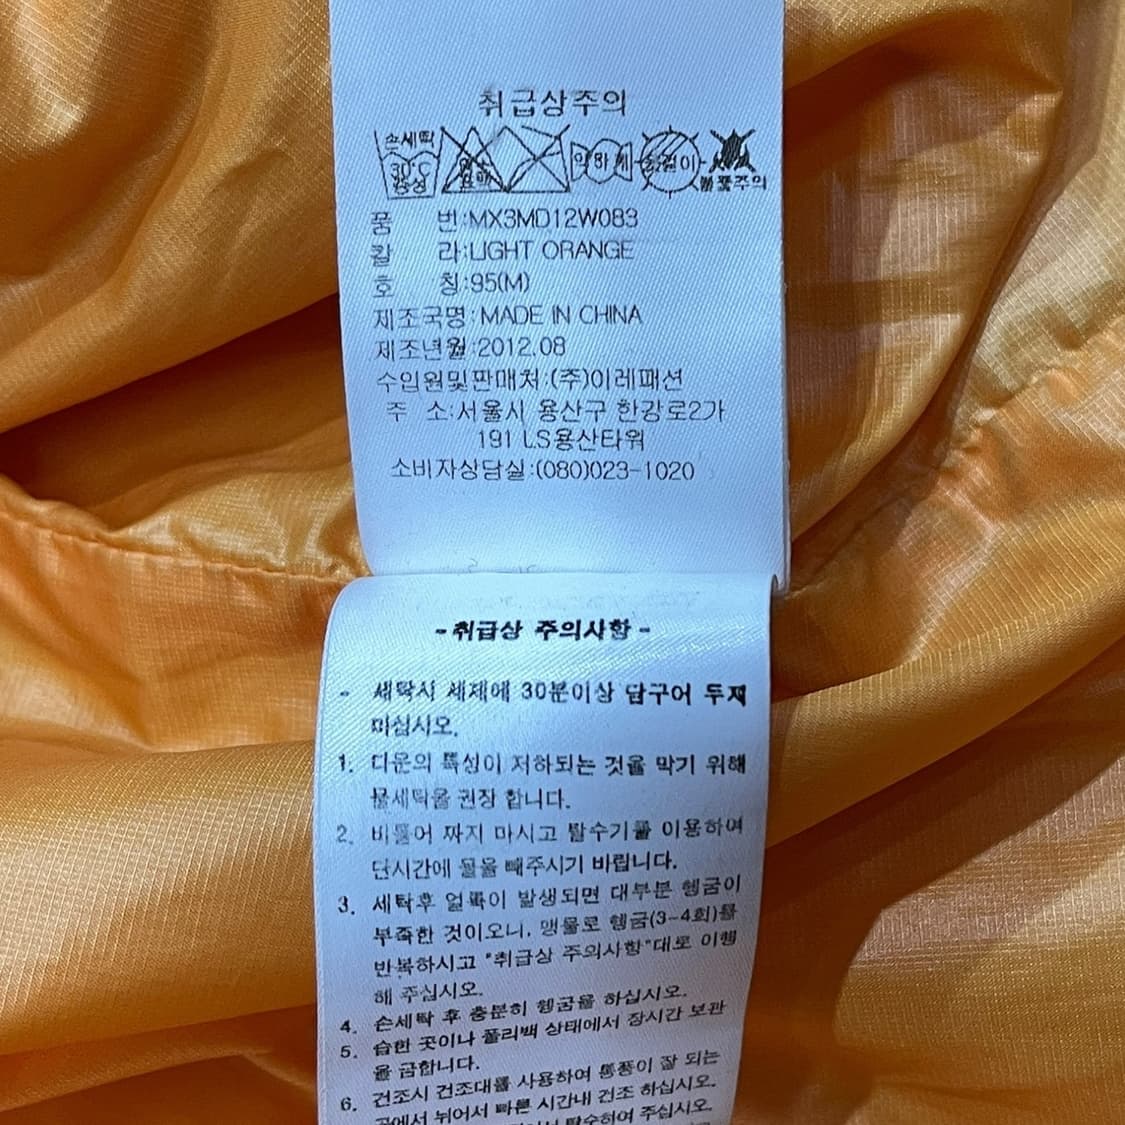 취급상주의
손세탁 30°C 중성 약하게 옷걸이
불꽃주의
품 번:MX3MD12W083
칼 라:LIGHT ORANGE
호 칭:95(M)
제조국명:MADE IN CHINA
제조년월:2012.08
수입원및판매처:(주)이레패션
주 소:서울시 용산구 한강로2가
191 LS용산타워
소비자상담실:(080)023-1020
-취급상 주의사항-
- 세탁시 세제에 30분이상 담구어 두지
마십시오.
1. 다운의 특성이 저하되는 것을 막기 위해
물세탁을 권장 합니다.
2. 비틀어 짜지 마시고 탈수기를 이용하여
단시간에 물을 빼주시기 바랍니다.
3. 세탁후 얼룩이 발생되면 대부분 헹굼이
부족한 것이오니, 맹물로 헹굼(3~4회)를
반복하시고 "취급상 주의사항"대로 이행
해 주십시오.
4. 손세탁 후 충분히 헹굼을 하십시오.
5. 습한 곳이나 폴리백 상태에서 장시간 보관
을 금합니다.
6. 건조시 건조대를 사용하여 통풍이 잘 되는
곳에서 뉘어서 빠른 시간내 건조 하십시오.
탈수하여 주십시오.